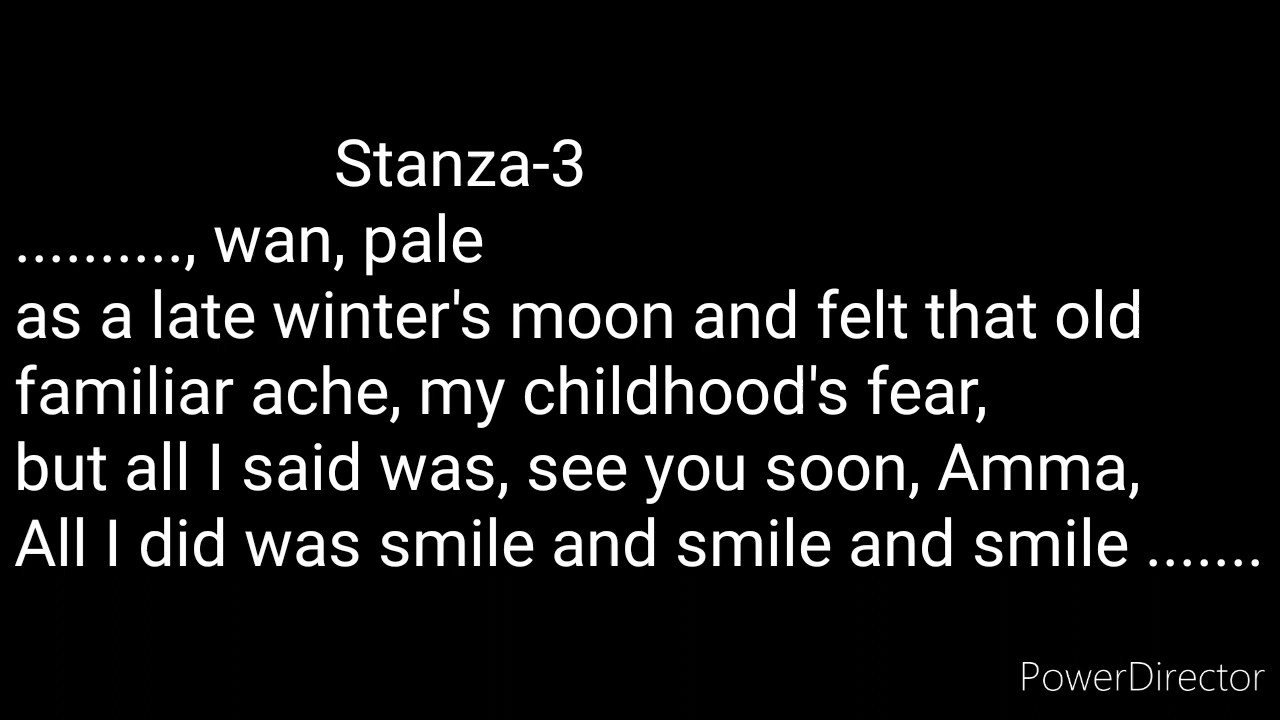 Stanza-3
.........., wan, pale
as a late winter's moon and felt that old
familiar ache, my childhood's fear,
but all I said was, see you soon, Amma,
All I did was smile and smile and smile .......
PowerDirector